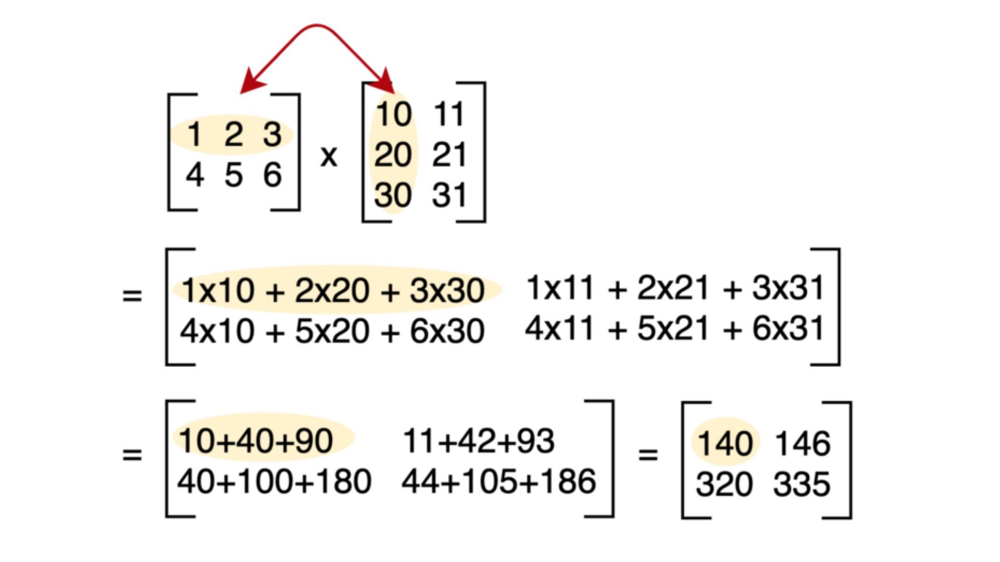 1 2 3
4 5 6
x
10 11
20 21
30 31
= 1x10 + 2x20 + 3x30 1x11 + 2x21 + 3x31
4x10 + 5x20 + 6x30 4x11 + 5x21 + 6x31
= 10+40+90 11+42+93
40+100+180 44+105+186
= 140 146
320 335